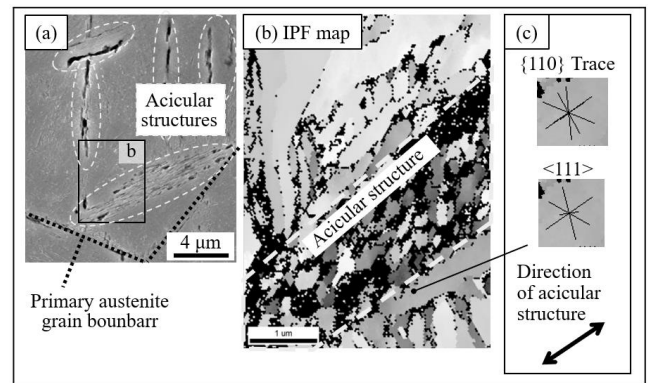 (a)
Acicular
structures
b
4 μm
Primary austenite
grain bounbarr
(b) IPF map
Acicular structure
1 um
(c)
{110} Trace
<111>
Direction
of acicular
structure